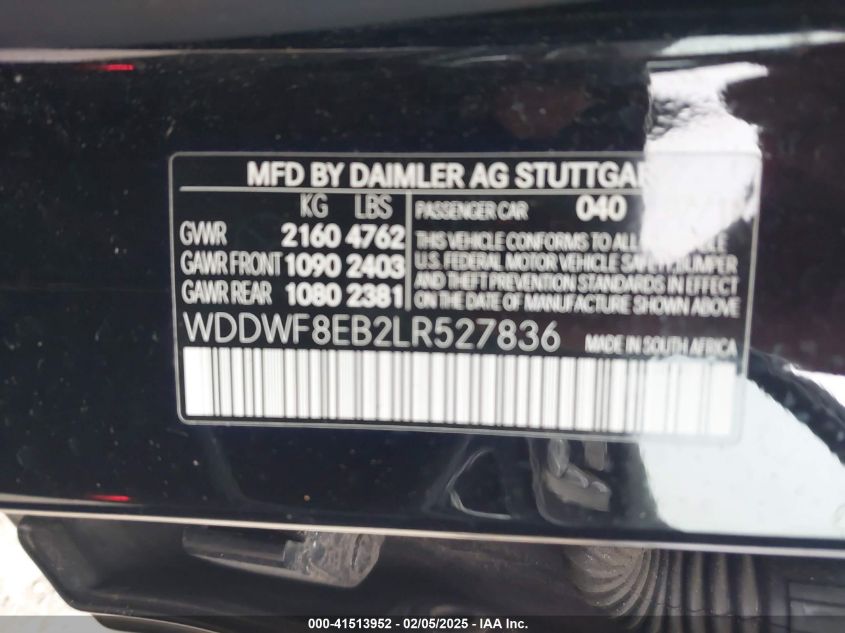 MFD BY DAIMLER AG STUTTGAR
KG LBS
GVWR 2160 4762
GAWR FRONT 1090 2403
GAWR REAR 1080 2381
PASSENGER CAR 040
THIS VEHICLE CONFORMS TO ALL
U.S. FEDERAL MOTOR VEHICLE SAFETY, BUMPER
AND THEFT PREVENTION STANDARDS IN EFFECT
ON THE DATE OF MANUFACTURE SHOWN ABOVE
WDDWF8EB2LR527836
MADE IN SOUTH AFRICA
000-41513952 - 02/05/2025 - IAA Inc.